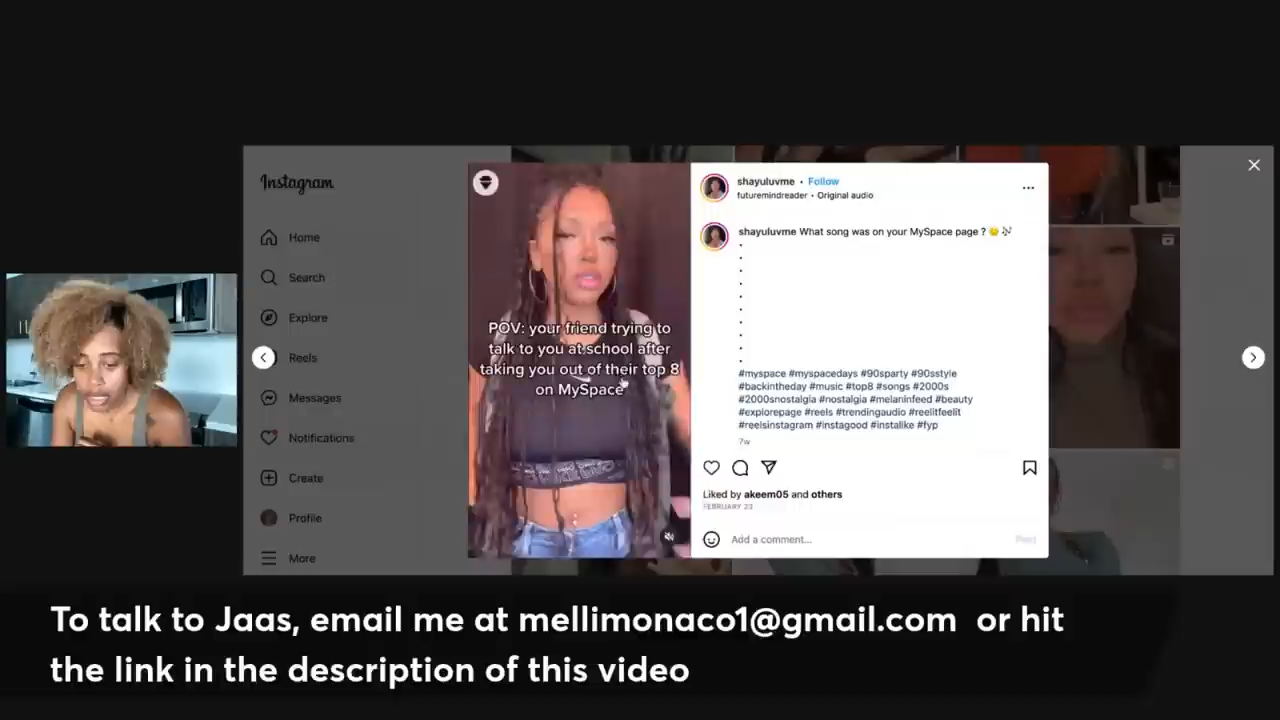 Instagram
Home
Search
Explore
Reels
Messages
Notifications
Create
Profile
More
POV: your friend trying to
talk to you at school after
taking you out of their top 8
on MySpace
shayuluvme • Follow
futuremindreader • Original audio
shayuluvme What song was on your MySpace page ? 😉🎶
.
.
.
.
.
.
.
.
.
.
#myspace #myspacedays #90sparty #90sstyle
#backintheday #music #top8 #songs #2000s
#2000snostalgia #nostalgia #melaninfeed #beauty
#explorepage #reels #trendingaudio #reelitfeelit
#reelsinstagram #instagood #instalike #fyp
7w
Liked by akeem05 and others
FEBRUARY 23
Add a comment...
Post
To talk to Jaas, email me at mellimonaco1@gmail.com or hit
the link in the description of this video